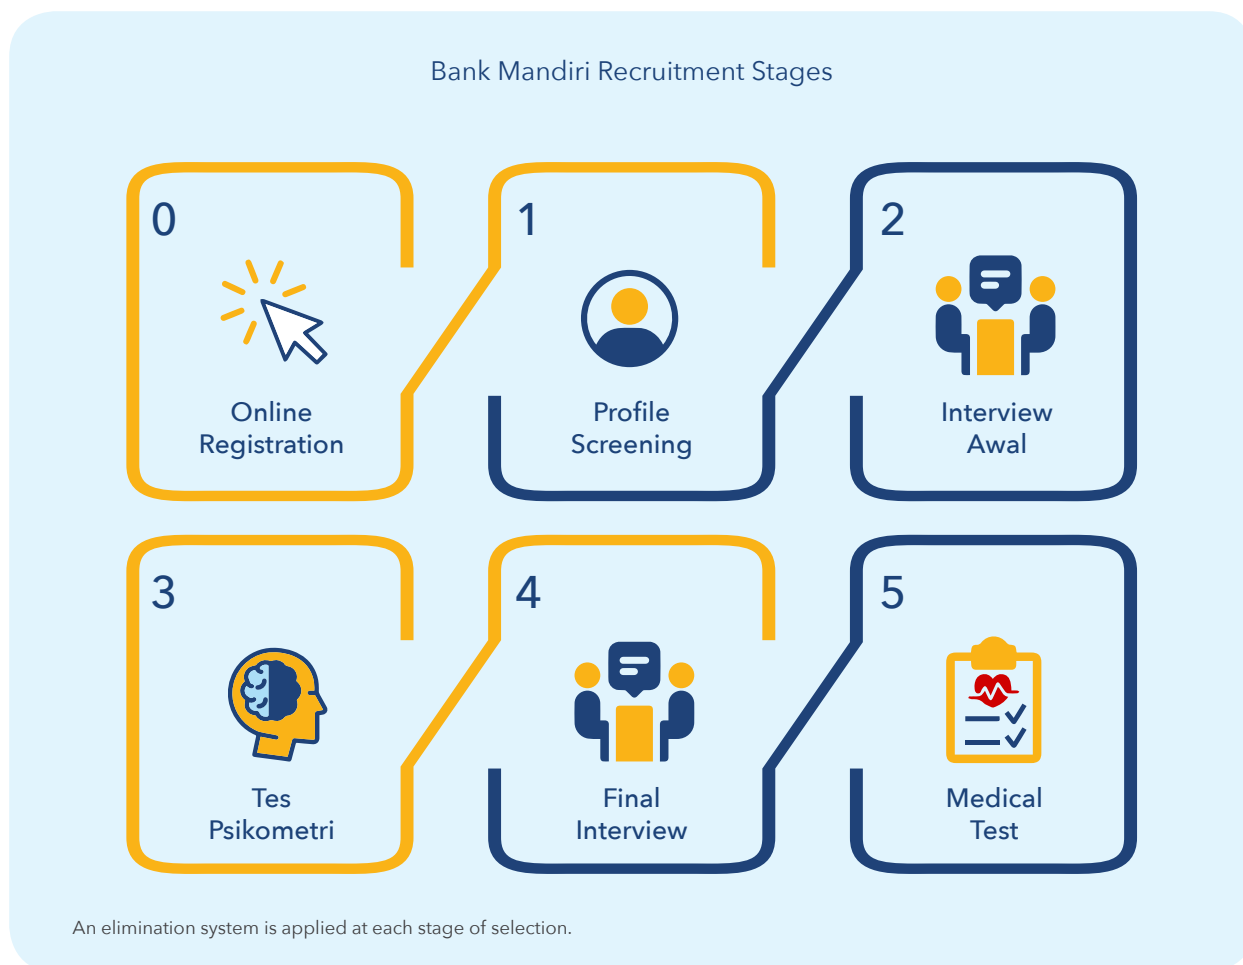 Bank Mandiri Recruitment Stages
0
Online
Registration
1
Profile
Screening
2
Interview
Awal
3
Tes
Psikometri
4
Final
Interview
5
Medical
Test
An elimination system is applied at each stage of selection.